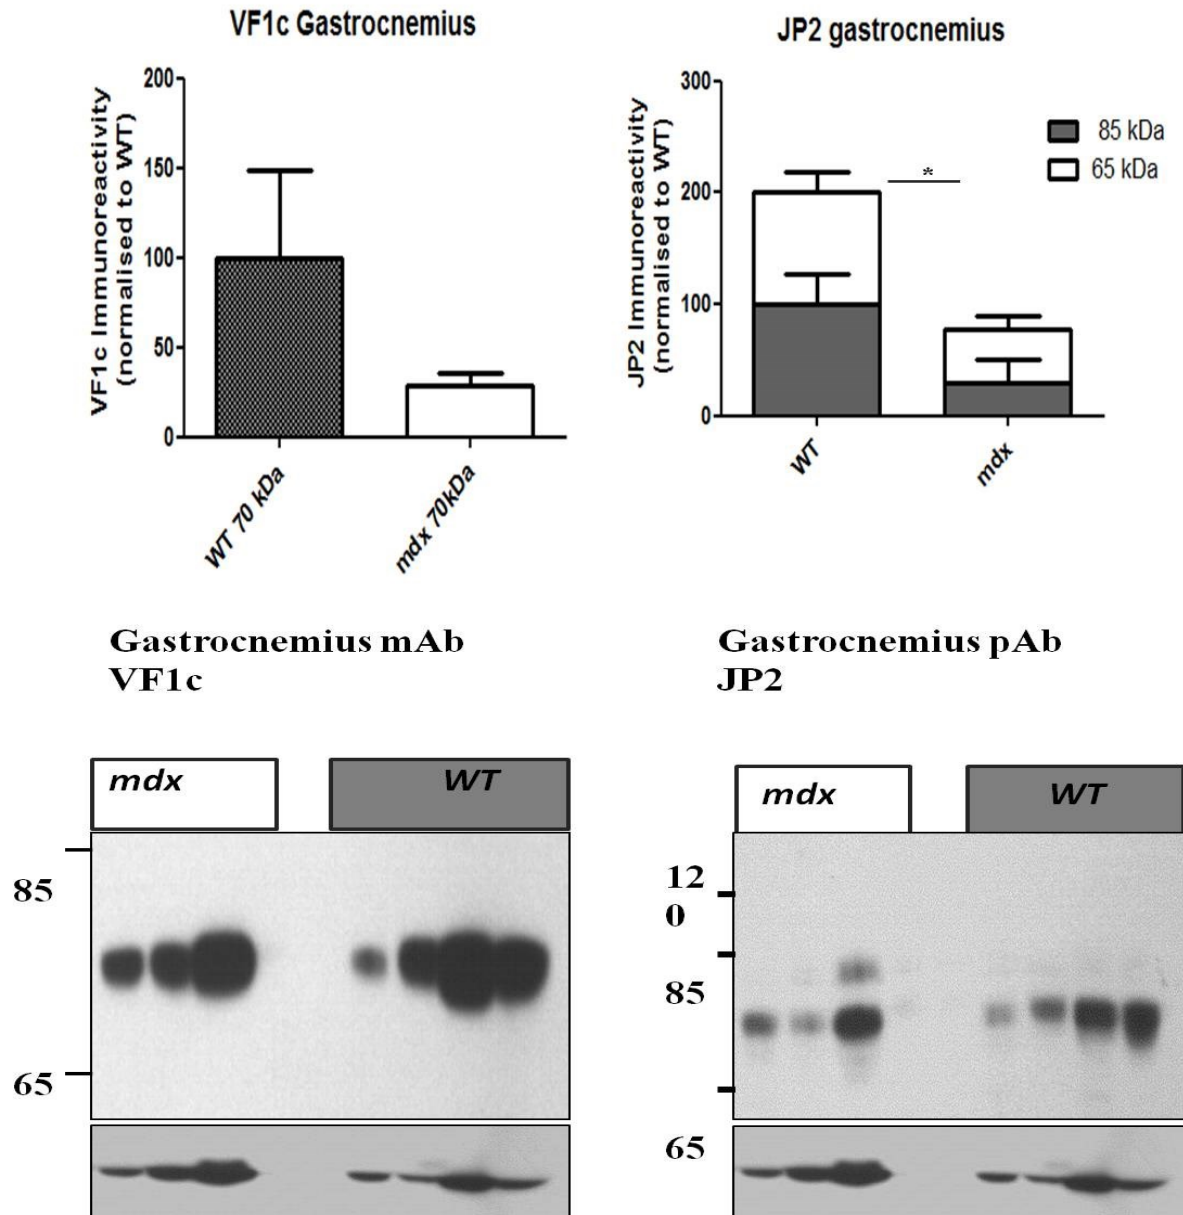 VF1c Gastrocnemius
VF1c Immunoreactivity
(normalised to WT)
200
150
100
50
0
WT 70 kDa
mdx 70kDa
JP2 gastrocnemius
JP2 Immunoreactivity
(normalised to WT)
300
200
100
0
*
85 kDa
65 kDa
WT
mdx
Gastrocnemius mAb
VF1c
mdx
WT
85
65
Gastrocnemius pAb
JP2
mdx
WT
12
0
85
65